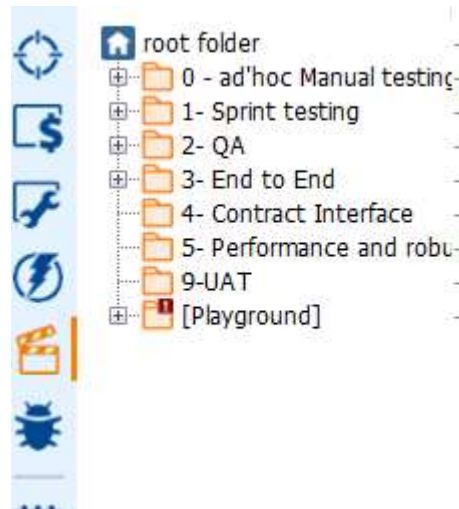 root folder
0 - ad'hoc Manual testing
1- Sprint testing
2- QA
3- End to End
4- Contract Interface
5- Performance and robu
9-UAT
[Playground]